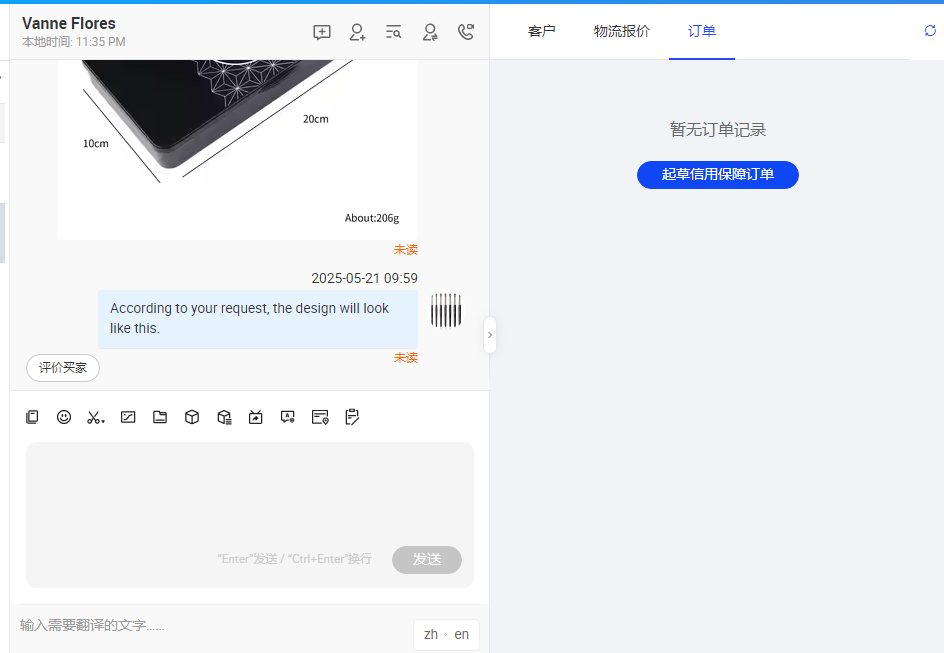 Vanne Flores
本地时间: 11:35 PM
客户
物流报价
订单
10cm
20cm
About:206g
未读
2025-05-21 09:59
According to your request, the design will look
like this.
未读
评价买家
"Enter"发送 / "Ctrl+Enter"换行
发送
输入需要翻译的文字......
zh · en
暂无订单记录
起草信用保障订单